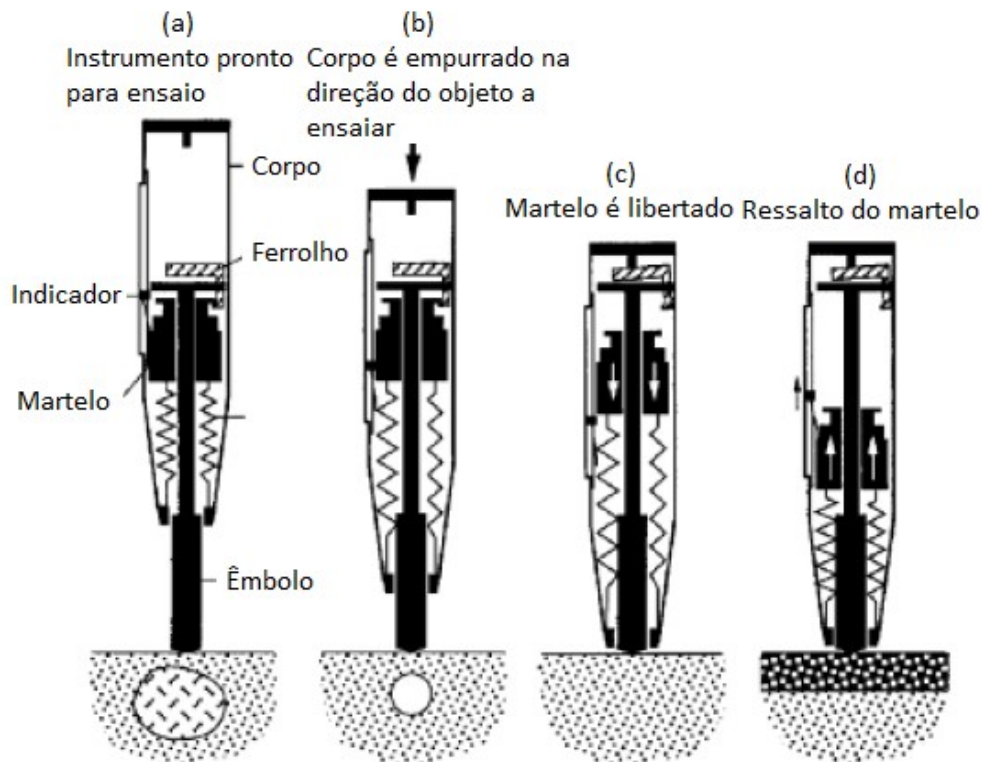 (a)
Instrumento pronto
para ensaio
(b)
Corpo é empurrado na
direção do objeto a
ensaiar
(c)
Martelo é libertado
(d)
Ressalto do martelo
Corpo
Ferrolho
Indicador
Martelo
Êmbolo